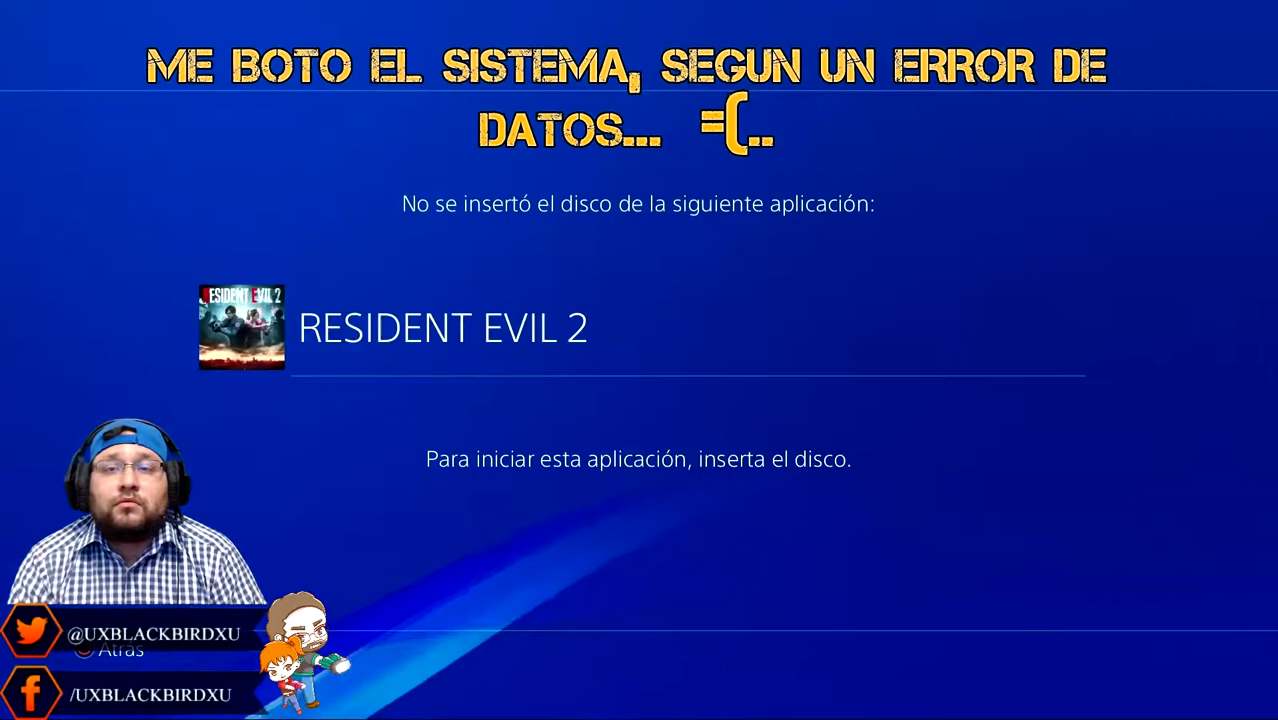 ME BOTO EL SISTEMA, SEGUN UN ERROR DE
DATOS... =(..
No se insertó el disco de la siguiente aplicación:
RESIDENT EVIL 2
RESIDENT EVIL 2
Para iniciar esta aplicación, inserta el disco.
@UXBLACKBIRDXU
Atrás
/UXBLACKBIRDXU